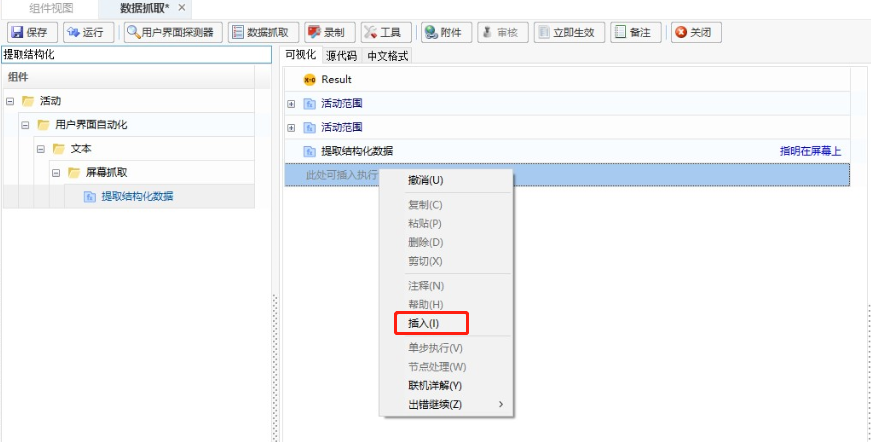 组件视图 数据抓取* ×
保存 运行 用户界面探测器 数据抓取 录制 工具 附件 审核 立即生效 备注 关闭
提取结构化
组件
活动
用户界面自动化
文本
屏幕抓取
提取结构化数据
可视化 源代码 中文格式
Result
活动范围
活动范围
提取结构化数据 指明在屏幕上
此处可插入执行
撤消(U)
复制(C)
粘贴(P)
删除(D)
剪切(X)
注释(N)
帮助(H)
插入(I)
单步执行(V)
节点处理(W)
联机详解(Y)
出错继续(Z)